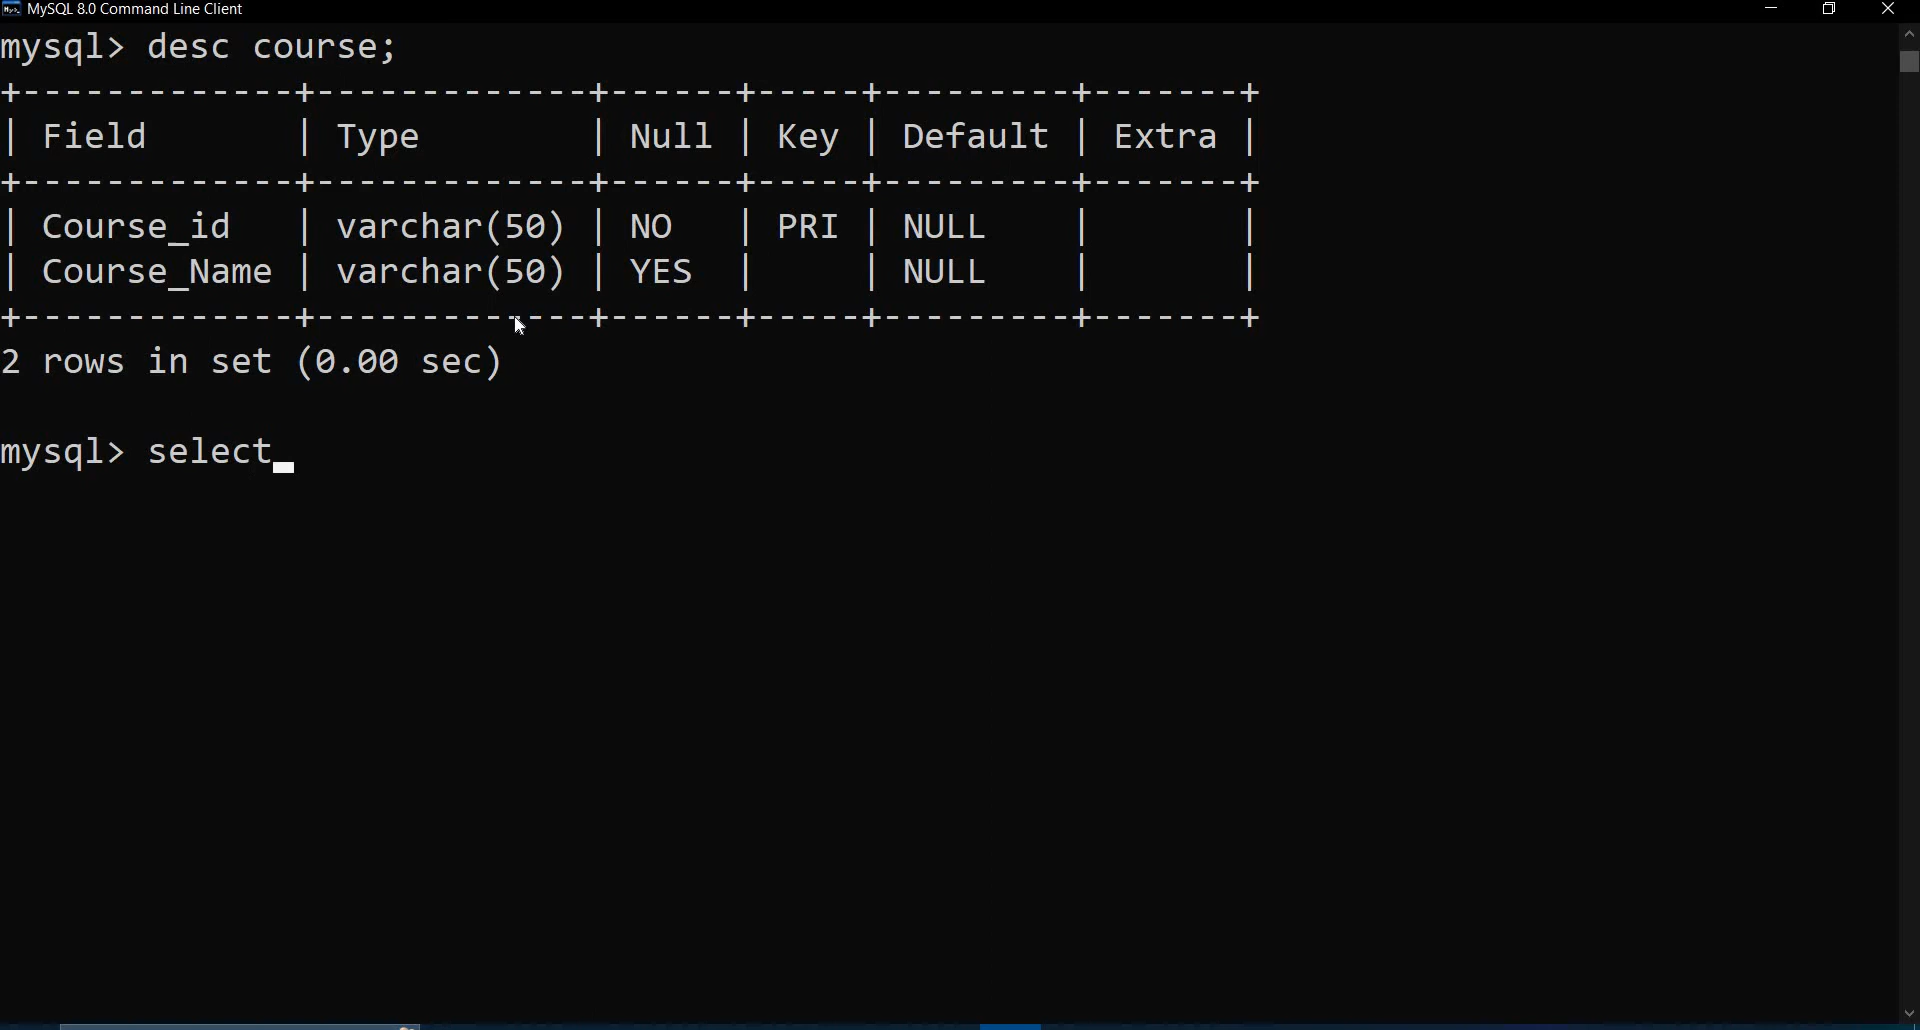 MySQL 8.0 Command Line Client
mysql> desc course;
+-------------+-------------+------+-----+---------+-------+
| Field       | Type        | Null | Key | Default | Extra |
+-------------+-------------+------+-----+---------+-------+
| Course_id   | varchar(50) | NO   | PRI | NULL    |       |
| Course_Name | varchar(50) | YES  |     | NULL    |       |
+-------------+-------------+------+-----+---------+-------+
2 rows in set (0.00 sec)
mysql> select_